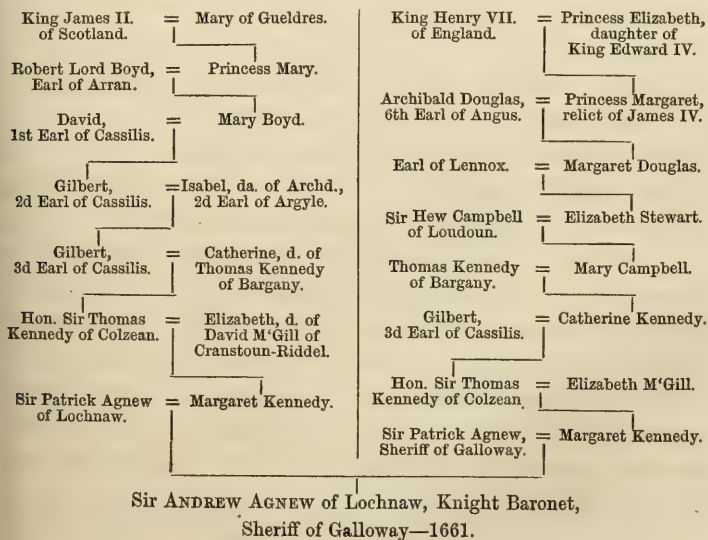 King James II. = Mary of Gueldres.
of Scotland.
Robert Lord Boyd, = Princess Mary.
Earl of Arran.
David, = Mary Boyd.
1st Earl of Cassilis.
Gilbert, =Isabel, da. of Archd.,
2d Earl of Cassilis. 2d Earl of Argyle.
Gilbert, = Catherine, d. of
3d Earl of Cassilis. Thomas Kennedy
of Bargany.
Hon. Sir Thomas = Elizabeth, d. of
Kennedy of Colzean. David M‘Gill of
Cranstoun-Riddel.
Sir Patrick Agnew = Margaret Kennedy.
of Lochnaw.
King Henry VII. = Princess Elizabeth,
of England. daughter of
King Edward IV.
Archibald Douglas, = Princess Margaret,
6th Earl of Angus. relict of James IV.
Earl of Lennox. = Margaret Douglas.
Sir Hew Campbell = Elizabeth Stewart.
of Loudoun.
Thomas Kennedy = Mary Campbell.
of Bargany.
Gilbert, = Catherine Kennedy.
3d Earl of Cassilis.
Hon. Sir Thomas = Elizabeth M‘Gill.
Kennedy of Colzean
Sir Patrick Agnew, = Margaret Kennedy.
Sheriff of Galloway.
Sir ANDREW AGNEW of Lochnaw, Knight Baronet,
Sheriff of Galloway—1661.